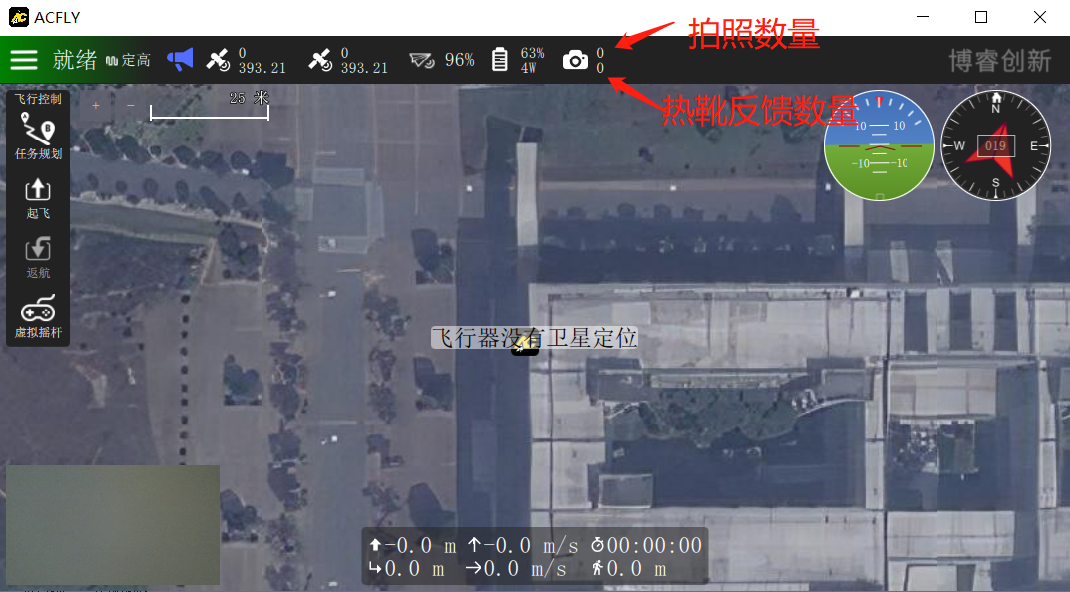 ACFLY
拍照数量
就绪 定高 0 393.21 0 393.21 96% 63% 4W 0 0 博睿创新
热靴反馈数量
飞行控制
+ − 25 米
任务规划
起飞
返航
虚拟摇杆
10 10
-10 -10
N
W 019 E
S
飞行器没有卫星定位
-0.0 m -0.0 m/s 00:00:00
0.0 m 0.0 m/s 0.0 m